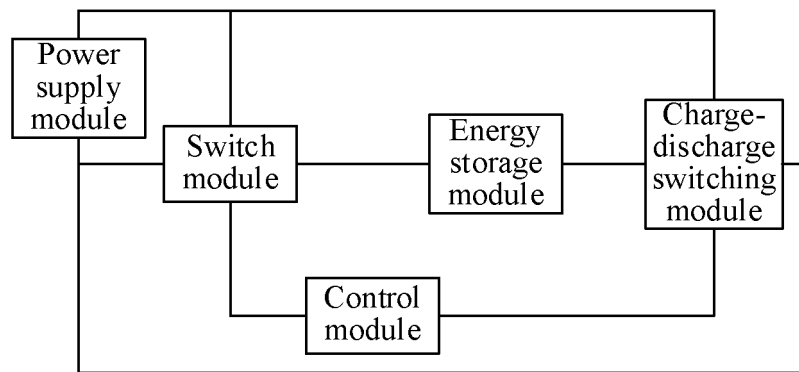 Power
supply
module
Switch
module
Energy
storage
module
Charge-
discharge
switching
module
Control
module